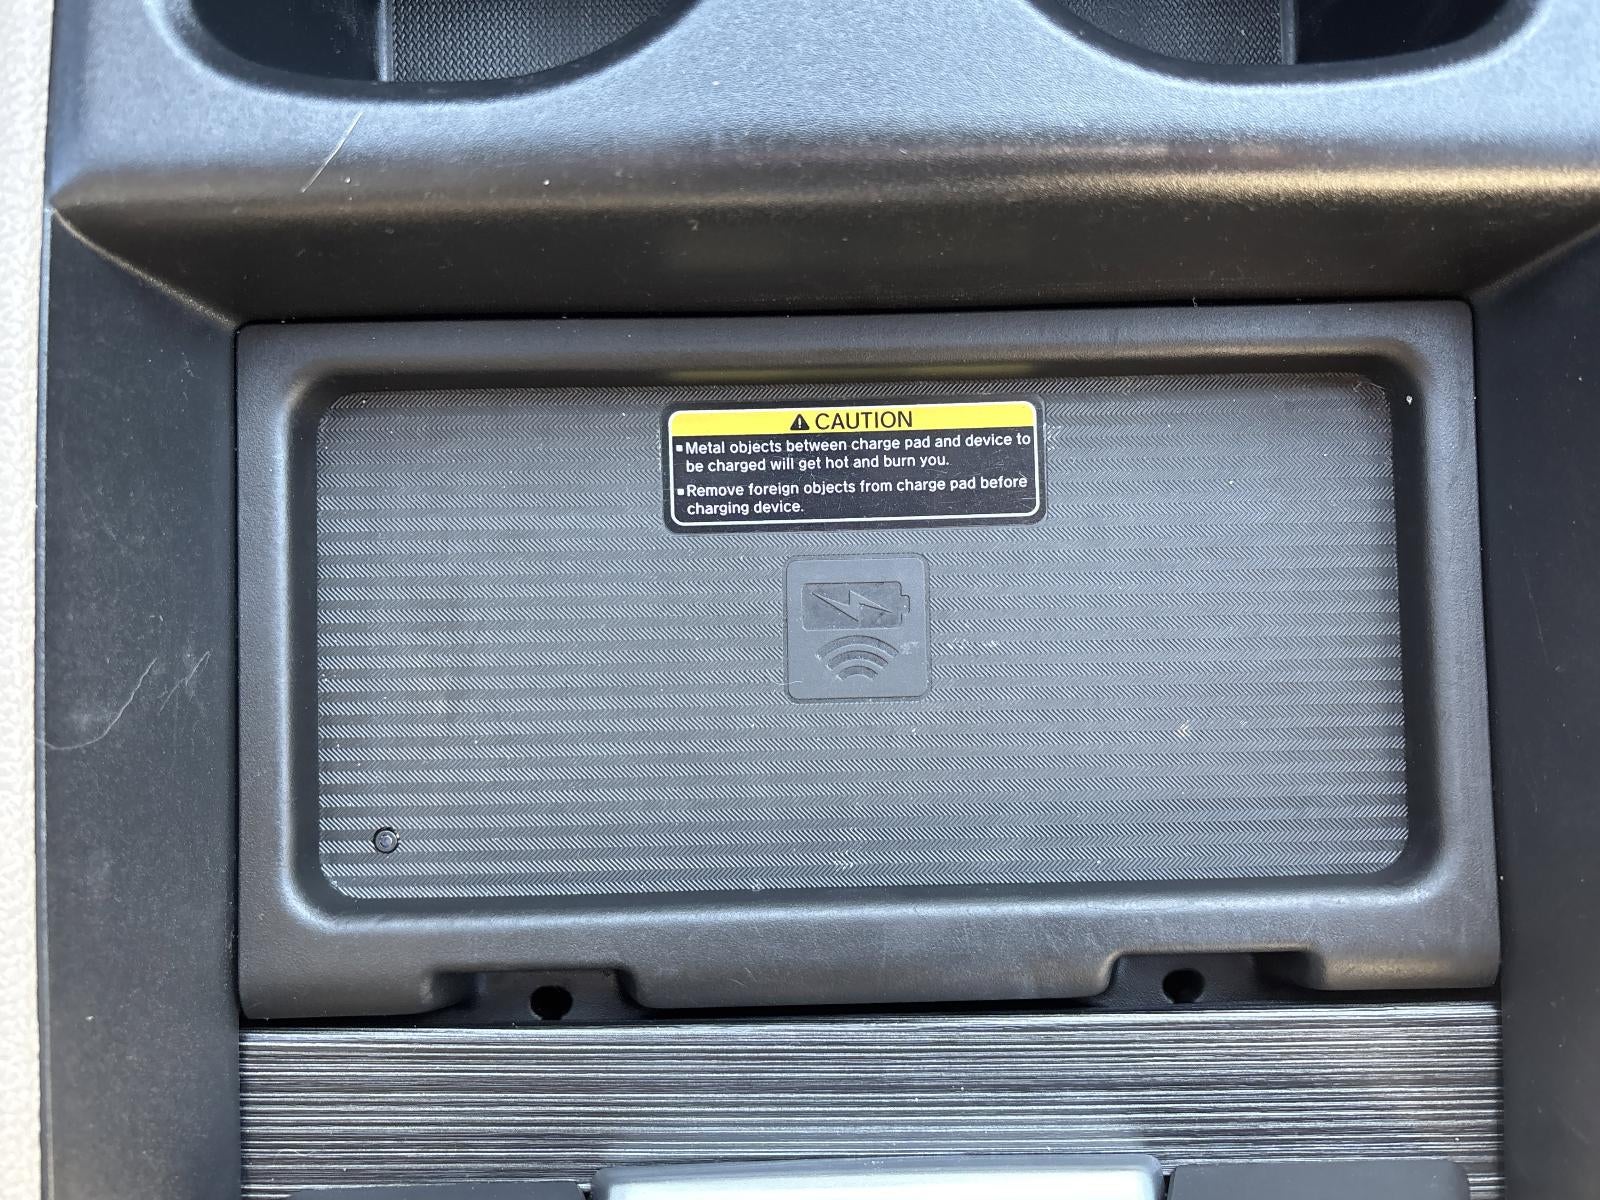 ⚠ CAUTION
▪ Metal objects between charge pad and device to
be charged will get hot and burn you.
▪ Remove foreign objects from charge pad before
charging device.